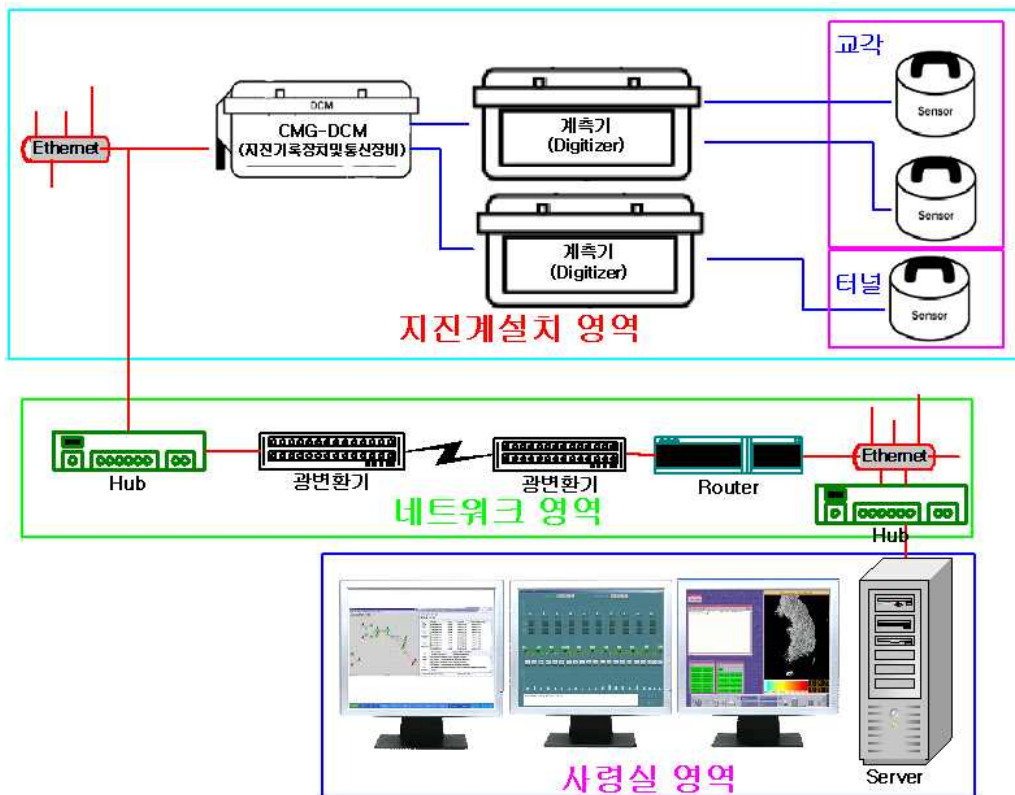 교각
Sensor
DCM
CMG-DCM
(지진기록장치및통신장비)
계측기
(Digitizer)
Ethernet
Sensor
계측기
(Digitizer)
터널
Sensor
지진계설치 영역
Hub
광변환기
광변환기
Router
Ethernet
네트워크 영역
Hub
사령실 영역
Server